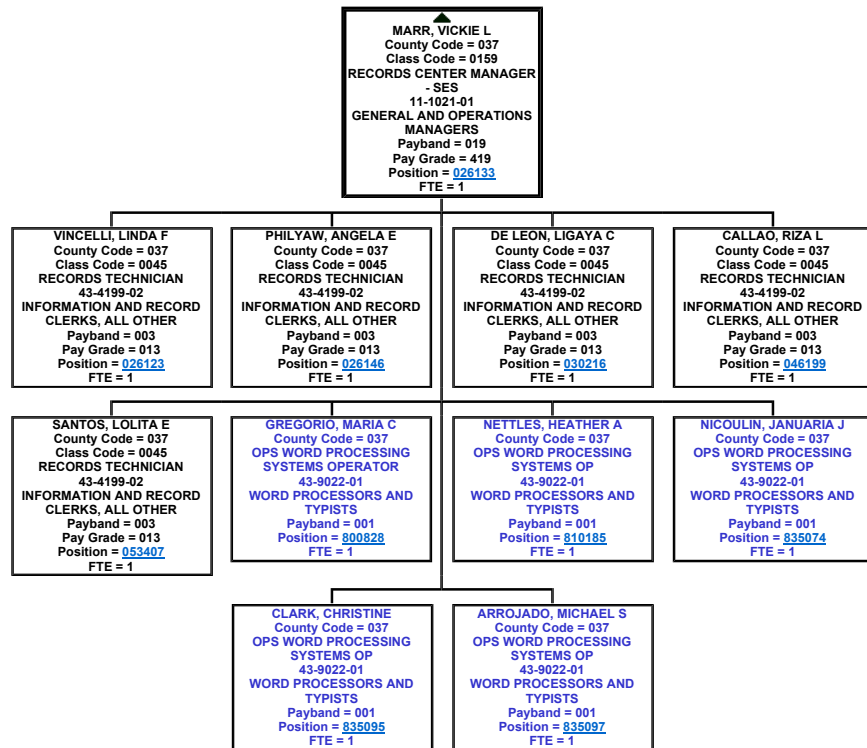 MARR, VICKIE L
County Code = 037
Class Code = 0159
RECORDS CENTER MANAGER
- SES
11-1021-01
GENERAL AND OPERATIONS
MANAGERS
Payband = 019
Pay Grade = 419
Position = 026133
FTE = 1
VINCELLI, LINDA F
County Code = 037
Class Code = 0045
RECORDS TECHNICIAN
43-4199-02
INFORMATION AND RECORD
CLERKS, ALL OTHER
Payband = 003
Pay Grade = 013
Position = 026123
FTE = 1
PHILYAW, ANGELA E
County Code = 037
Class Code = 0045
RECORDS TECHNICIAN
43-4199-02
INFORMATION AND RECORD
CLERKS, ALL OTHER
Payband = 003
Pay Grade = 013
Position = 026146
FTE = 1
DE LEON, LIGAYA C
County Code = 037
Class Code = 0045
RECORDS TECHNICIAN
43-4199-02
INFORMATION AND RECORD
CLERKS, ALL OTHER
Payband = 003
Pay Grade = 013
Position = 030216
FTE = 1
CALLAO, RIZA L
County Code = 037
Class Code = 0045
RECORDS TECHNICIAN
43-4199-02
INFORMATION AND RECORD
CLERKS, ALL OTHER
Payband = 003
Pay Grade = 013
Position = 046199
FTE = 1
SANTOS, LOLITA E
County Code = 037
Class Code = 0045
RECORDS TECHNICIAN
43-4199-02
INFORMATION AND RECORD
CLERKS, ALL OTHER
Payband = 003
Pay Grade = 013
Position = 053407
FTE = 1
GREGORIO, MARIA C
County Code = 037
OPS WORD PROCESSING
SYSTEMS OPERATOR
43-9022-01
WORD PROCESSORS AND
TYPISTS
Payband = 001
Position = 800828
FTE = 1
NETTLES, HEATHER A
County Code = 037
OPS WORD PROCESSING
SYSTEMS OP
43-9022-01
WORD PROCESSORS AND
TYPISTS
Payband = 001
Position = 810185
FTE = 1
NICOULIN, JANUARIA J
County Code = 037
OPS WORD PROCESSING
SYSTEMS OP
43-9022-01
WORD PROCESSORS AND
TYPISTS
Payband = 001
Position = 835074
FTE = 1
CLARK, CHRISTINE
County Code = 037
OPS WORD PROCESSING
SYSTEMS OP
43-9022-01
WORD PROCESSORS AND
TYPISTS
Payband = 001
Position = 835095
FTE = 1
ARROJADO, MICHAEL S
County Code = 037
OPS WORD PROCESSING
SYSTEMS OP
43-9022-01
WORD PROCESSORS AND
TYPISTS
Payband = 001
Position = 835097
FTE = 1